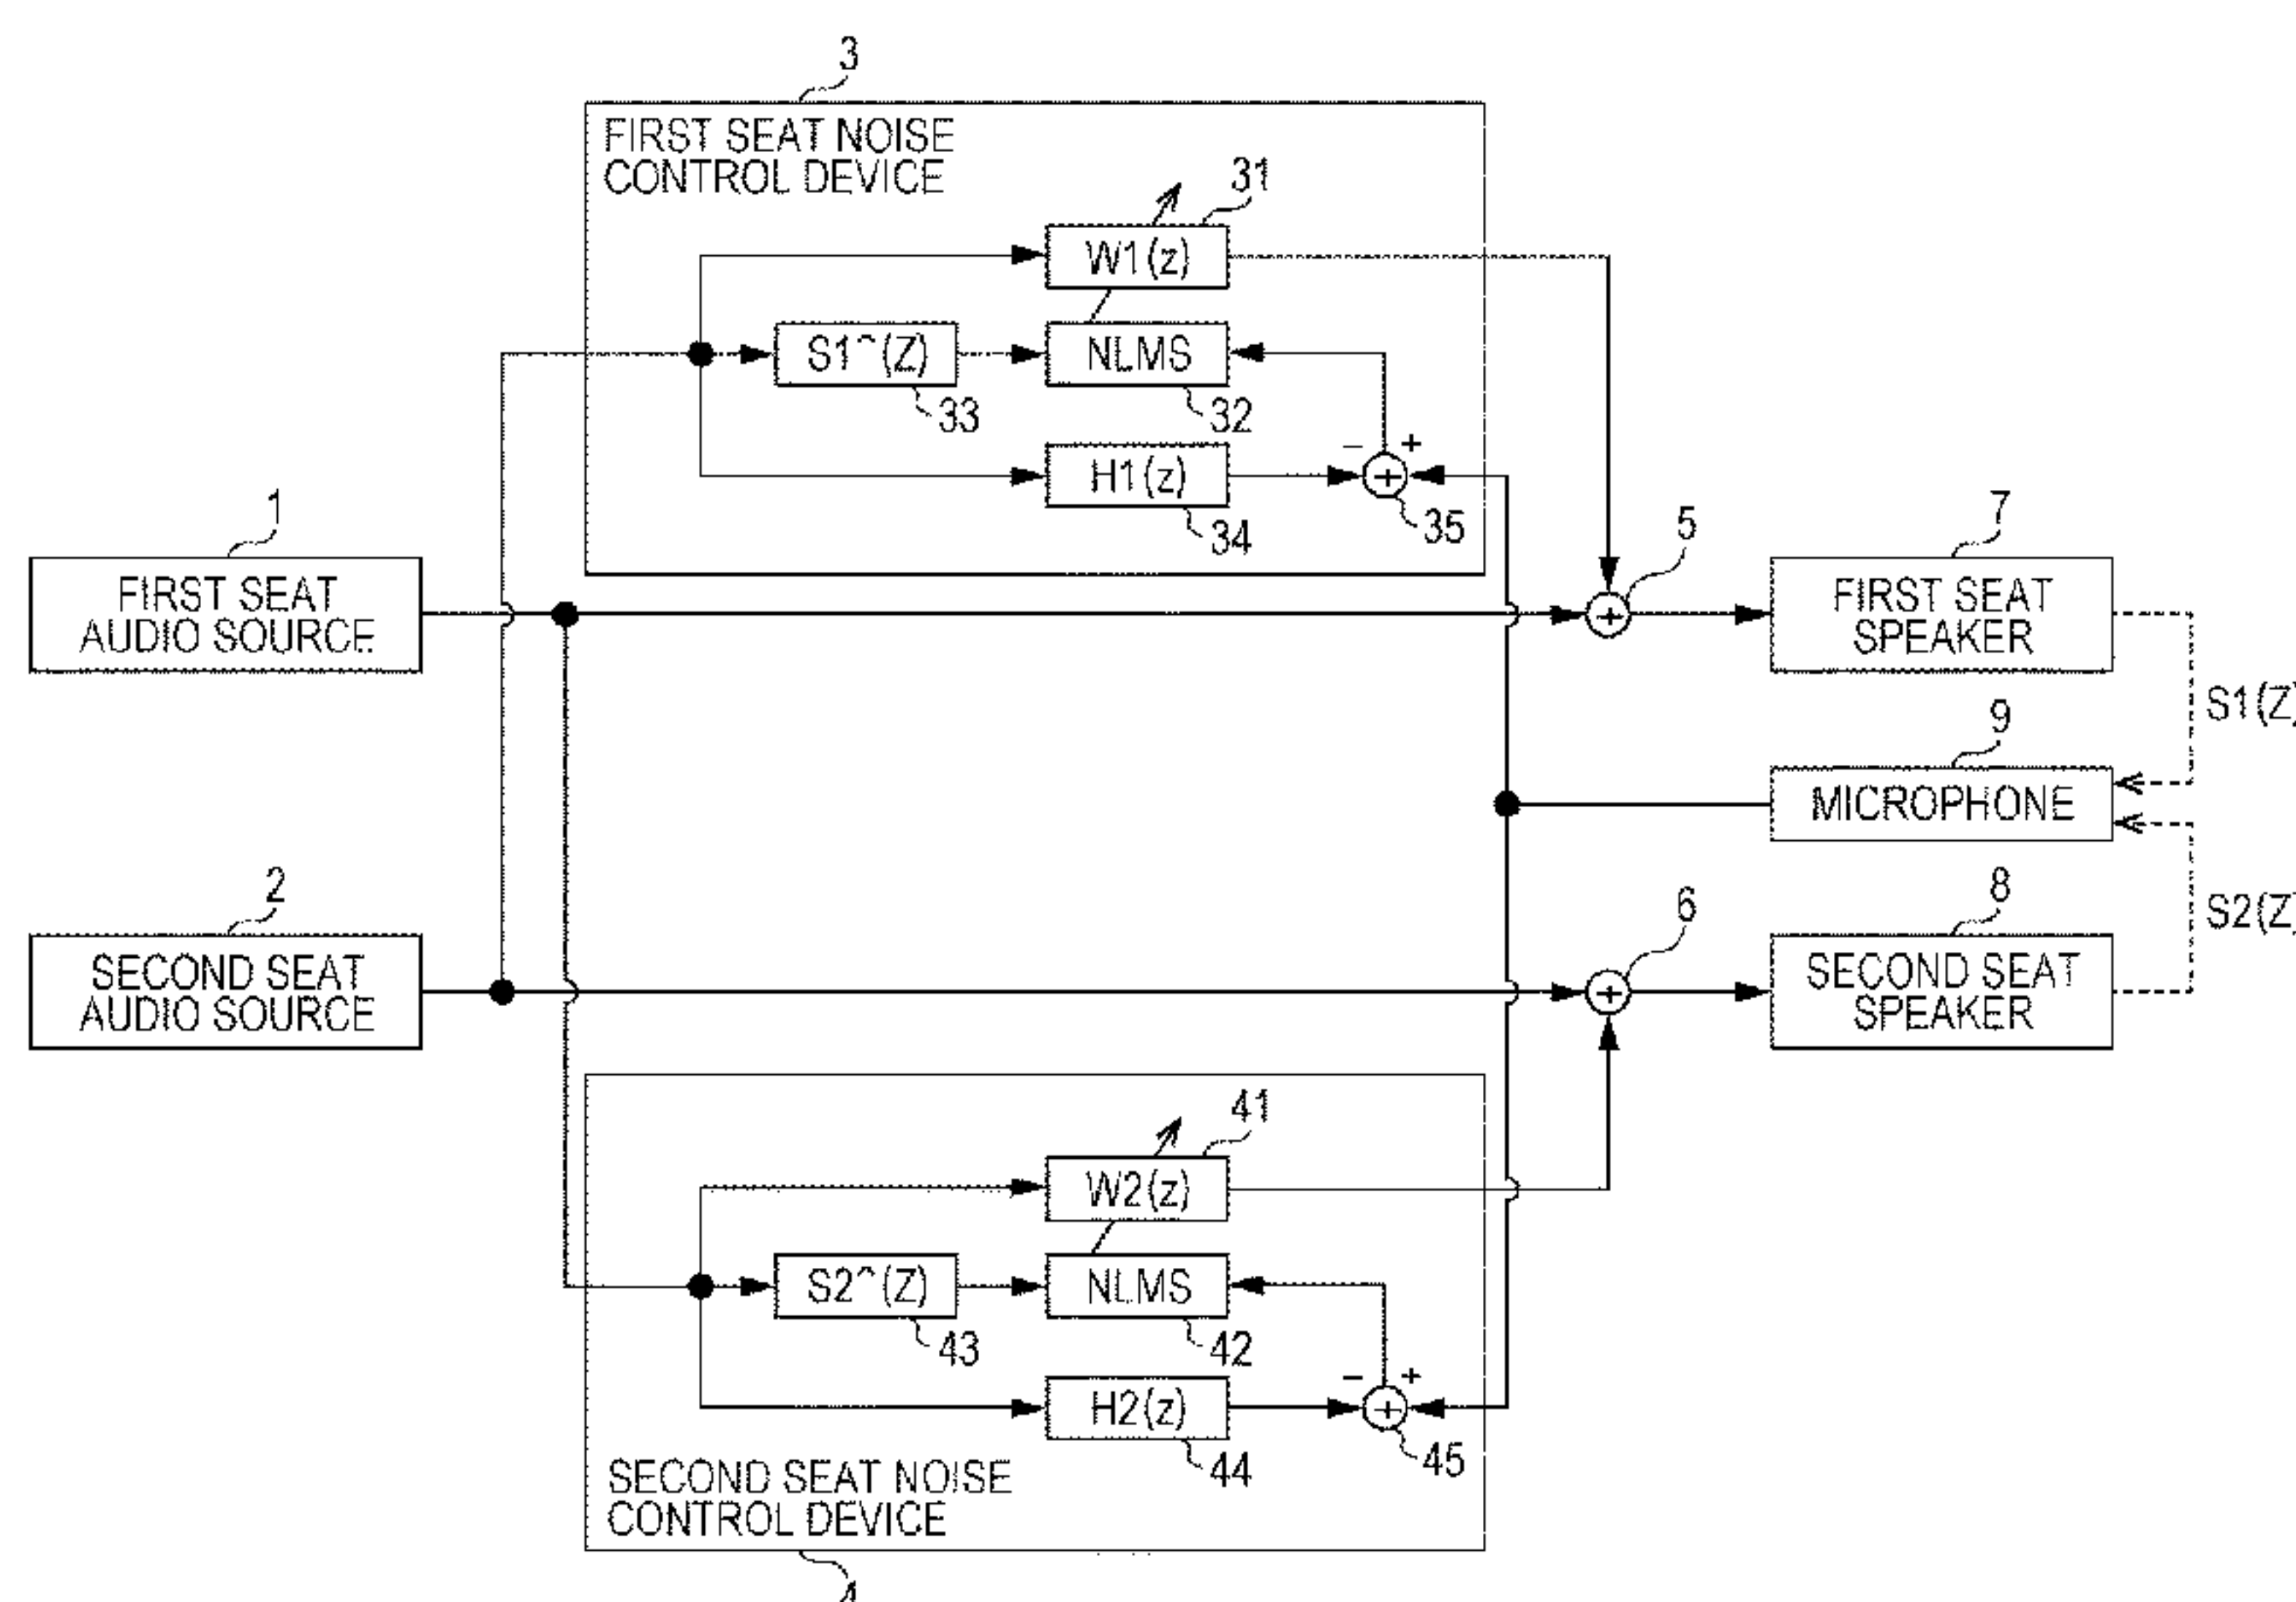 3
FIRST SEAT NOISE
CONTROL DEVICE
31
W1(z)
S1^(Z)
NLMS
33
32
− +
H1(z)
34
35
1
FIRST SEAT
AUDIO SOURCE
5
7
FIRST SEAT
SPEAKER
S1(Z)
9
MICROPHONE
2
SECOND SEAT
AUDIO SOURCE
6
8
SECOND SEAT
SPEAKER
S2(Z)
41
W2(z)
S2^(Z)
NLMS
43
42
− +
H2(z)
44
45
SECOND SEAT NOISE
CONTROL DEVICE
4